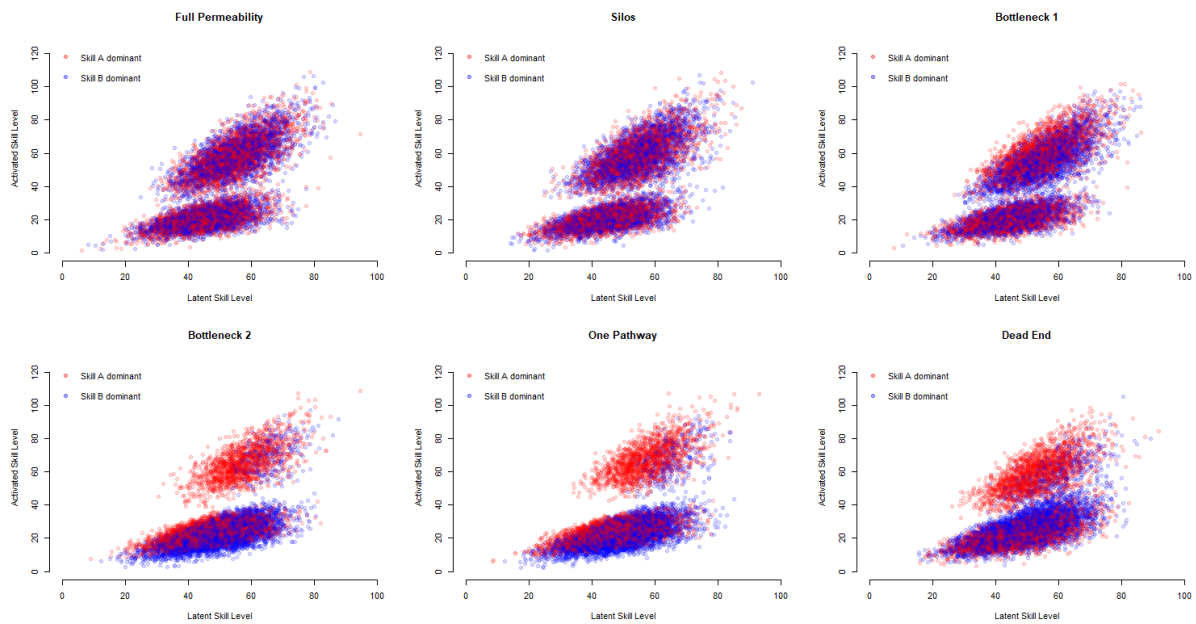 Full Permeability
Skill A dominant
Skill B dominant
Activated Skill Level
0 20 40 60 80 100 120
0 20 40 60 80 100
Latent Skill Level
Silos
Skill A dominant
Skill B dominant
Activated Skill Level
0 20 40 60 80 100 120
0 20 40 60 80 100
Latent Skill Level
Bottleneck 1
Skill A dominant
Skill B dominant
Activated Skill Level
0 20 40 60 80 100 120
0 20 40 60 80 100
Latent Skill Level
Bottleneck 2
Skill A dominant
Skill B dominant
Activated Skill Level
0 20 40 60 80 100 120
0 20 40 60 80 100
Latent Skill Level
One Pathway
Skill A dominant
Skill B dominant
Activated Skill Level
0 20 40 60 80 100 120
0 20 40 60 80 100
Latent Skill Level
Dead End
Skill A dominant
Skill B dominant
Activated Skill Level
0 20 40 60 80 100 120
0 20 40 60 80 100
Latent Skill Level